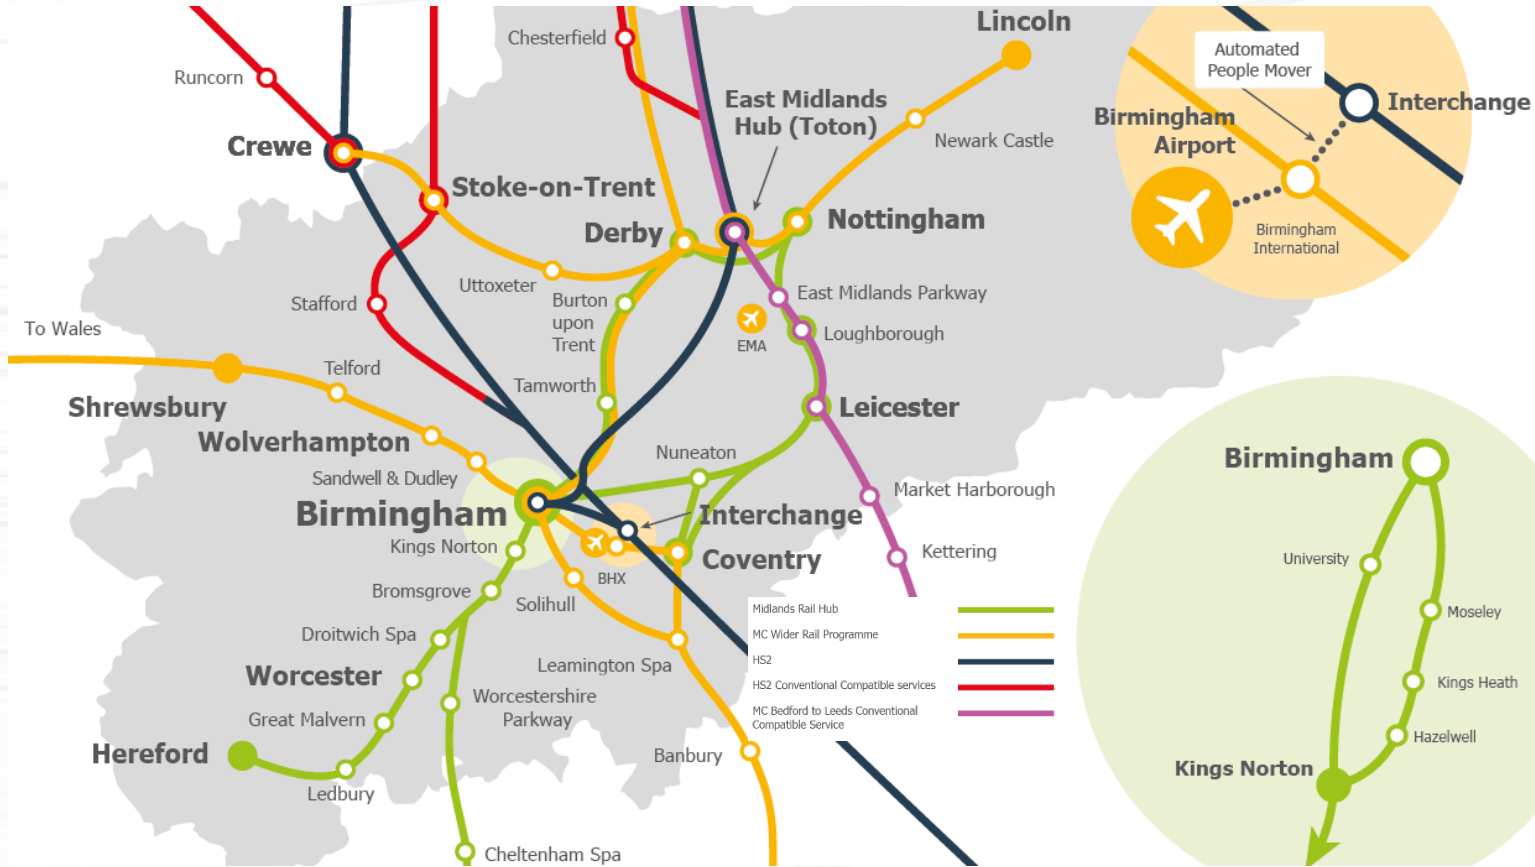 Lincoln
Chesterfield
Runcorn
East Midlands
Hub (Toton)
Newark Castle
Crewe
Stoke-on-Trent
Derby
Nottingham
Uttoxeter
Burton
upon
Trent
East Midlands Parkway
Stafford
EMA
Loughborough
To Wales
Telford
Tamworth
Shrewsbury
Leicester
Wolverhampton
Nuneaton
Sandwell & Dudley
Market Harborough
Birmingham
Interchange
Kings Norton
Coventry
Kettering
BHX
Bromsgrove
Solihull
Droitwich Spa
Leamington Spa
Worcester
Worcestershire
Parkway
Great Malvern
Hereford
Banbury
Ledbury
Cheltenham Spa
Midlands Rail Hub
MC Wider Rail Programme
HS2
HS2 Conventional Compatible services
MC Bedford to Leeds Conventional
Compatible Service
Automated
People Mover
Interchange
Birmingham
Airport
Birmingham
International
Birmingham
University
Moseley
Kings Heath
Hazelwell
Kings Norton